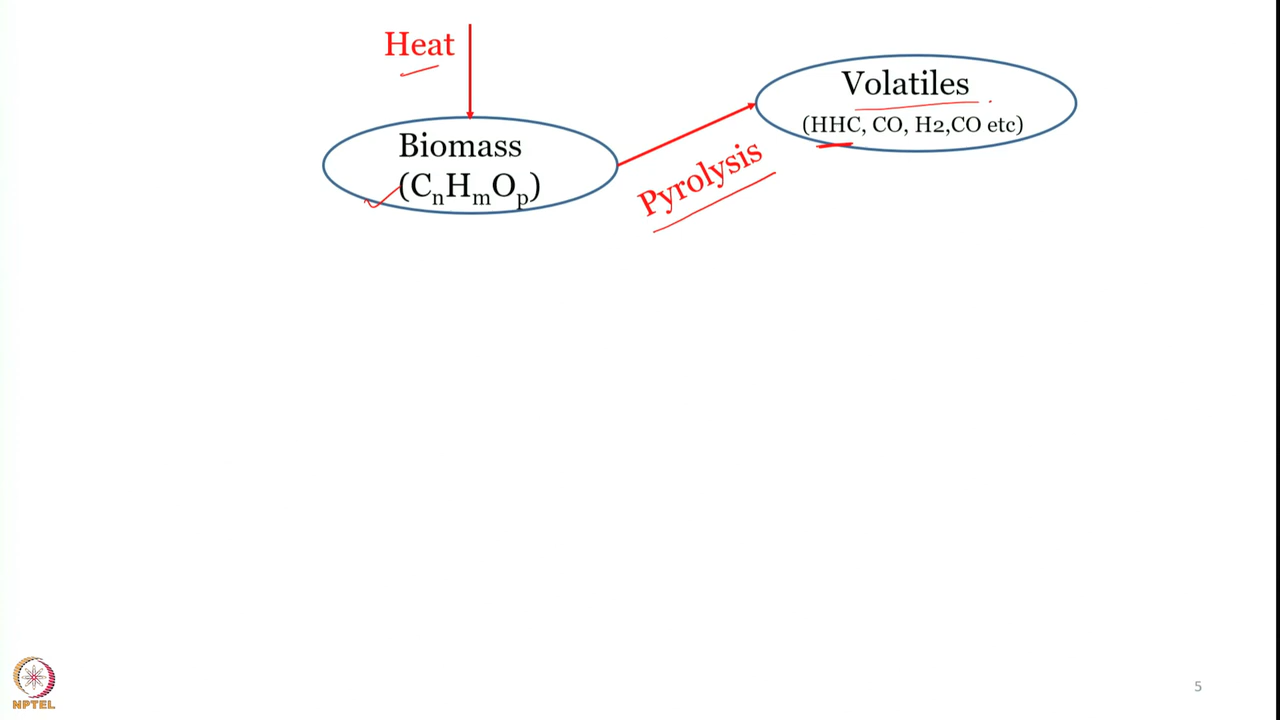 Heat
Biomass
(CₙHₘOₚ)
Pyrolysis
Volatiles
(HHC, CO, H2,CO etc)
NPTEL
5